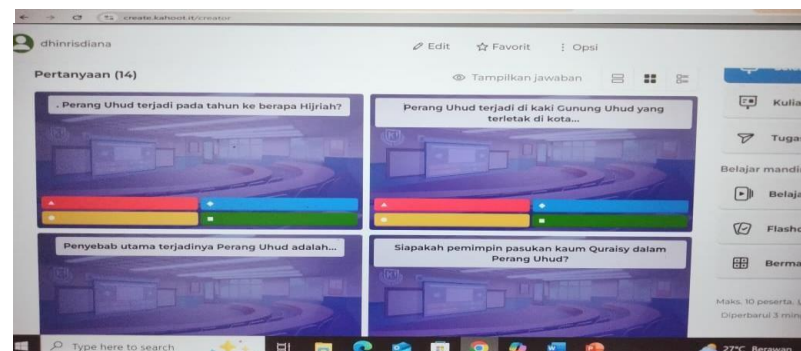 create.kahoot.it/creator
dhinrisdiana
Edit
Favorit
Opsi
Pertanyaan (14)
Tampilkan jawaban
. Perang Uhud terjadi pada tahun ke berapa Hijriah?
Perang Uhud terjadi di kaki Gunung Uhud yang
terletak di kota...
Penyebab utama terjadinya Perang Uhud adalah...
Siapakah pemimpin pasukan kaum Quraisy dalam
Perang Uhud?
Kulia
Tuga
Belajar mandi
Belaja
Flashc
Berma
Maks. 10 peserta.
Diperbarui 3 min
Type here to search
27°C Berawan